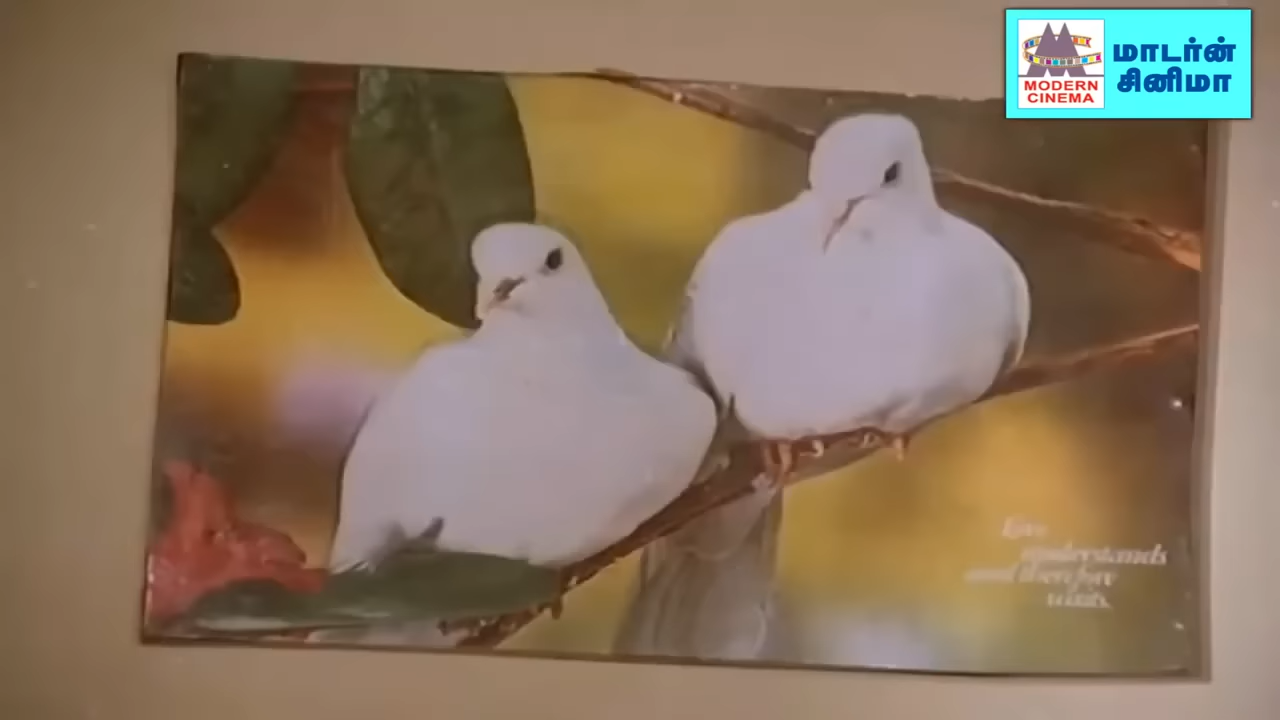 MODERN
CINEMA
மாடர்ன்
சினிமா
Love
understands
and therefore
waits.